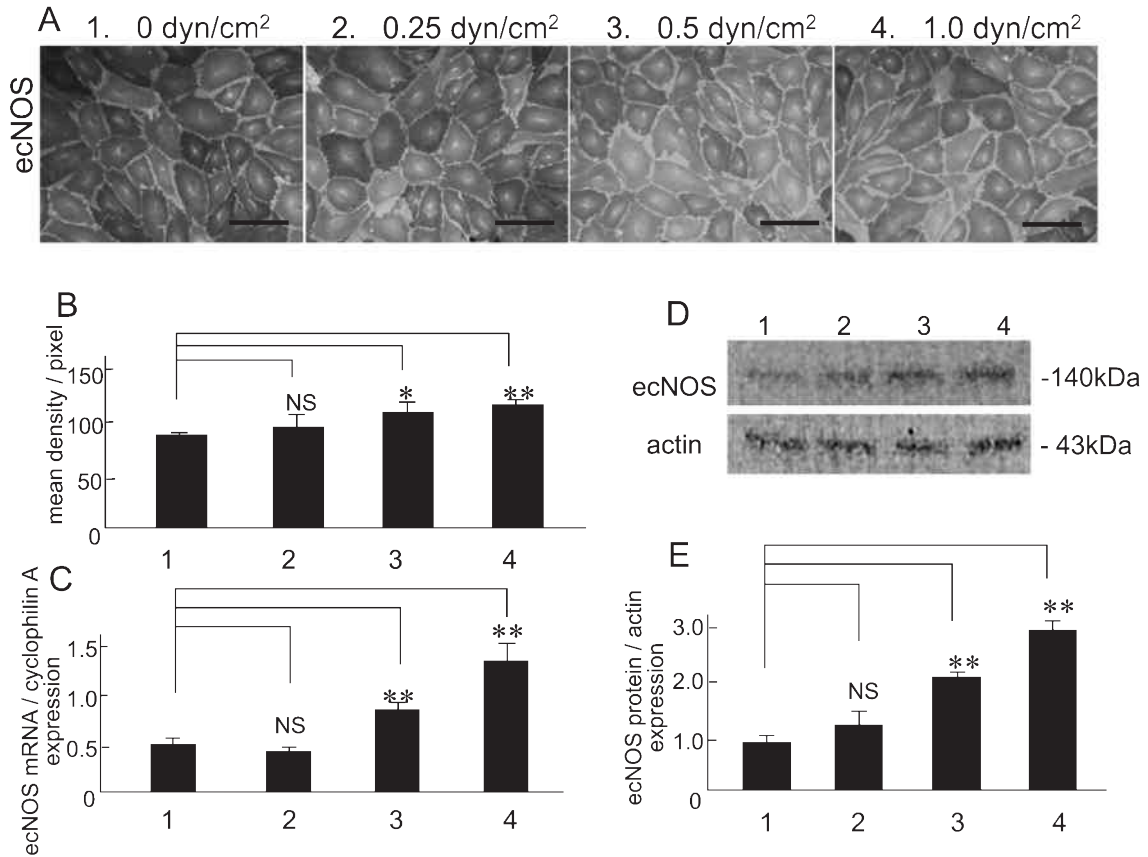 A
1. 0 dyn/cm²
2. 0.25 dyn/cm²
3. 0.5 dyn/cm²
4. 1.0 dyn/cm²
ecNOS
B
mean density / pixel
150
100
50
0
NS
*
**
1 2 3 4
C
ecNOS mRNA / cyclophilin A
expression
1.5
1.0
0.5
0
NS
**
**
1 2 3 4
D
1 2 3 4
ecNOS
-140kDa
actin
- 43kDa
E
ecNOS protein / actin
expression
3.0
2.0
1.0
0
NS
**
**
1 2 3 4